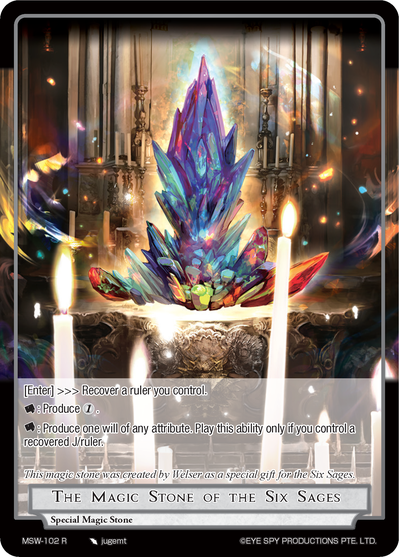 [Enter] >>> Recover a ruler you control.
: Produce 1 .
: Produce one will of any attribute. Play this ability only if you control a
recovered J/ruler.
This magic stone was created by Welser as a special gift for the Six Sages.
The Magic Stone of the Six Sages
Special Magic Stone
MSW-102 R jugemt ©EYE SPY PRODUCTIONS PTE. LTD.